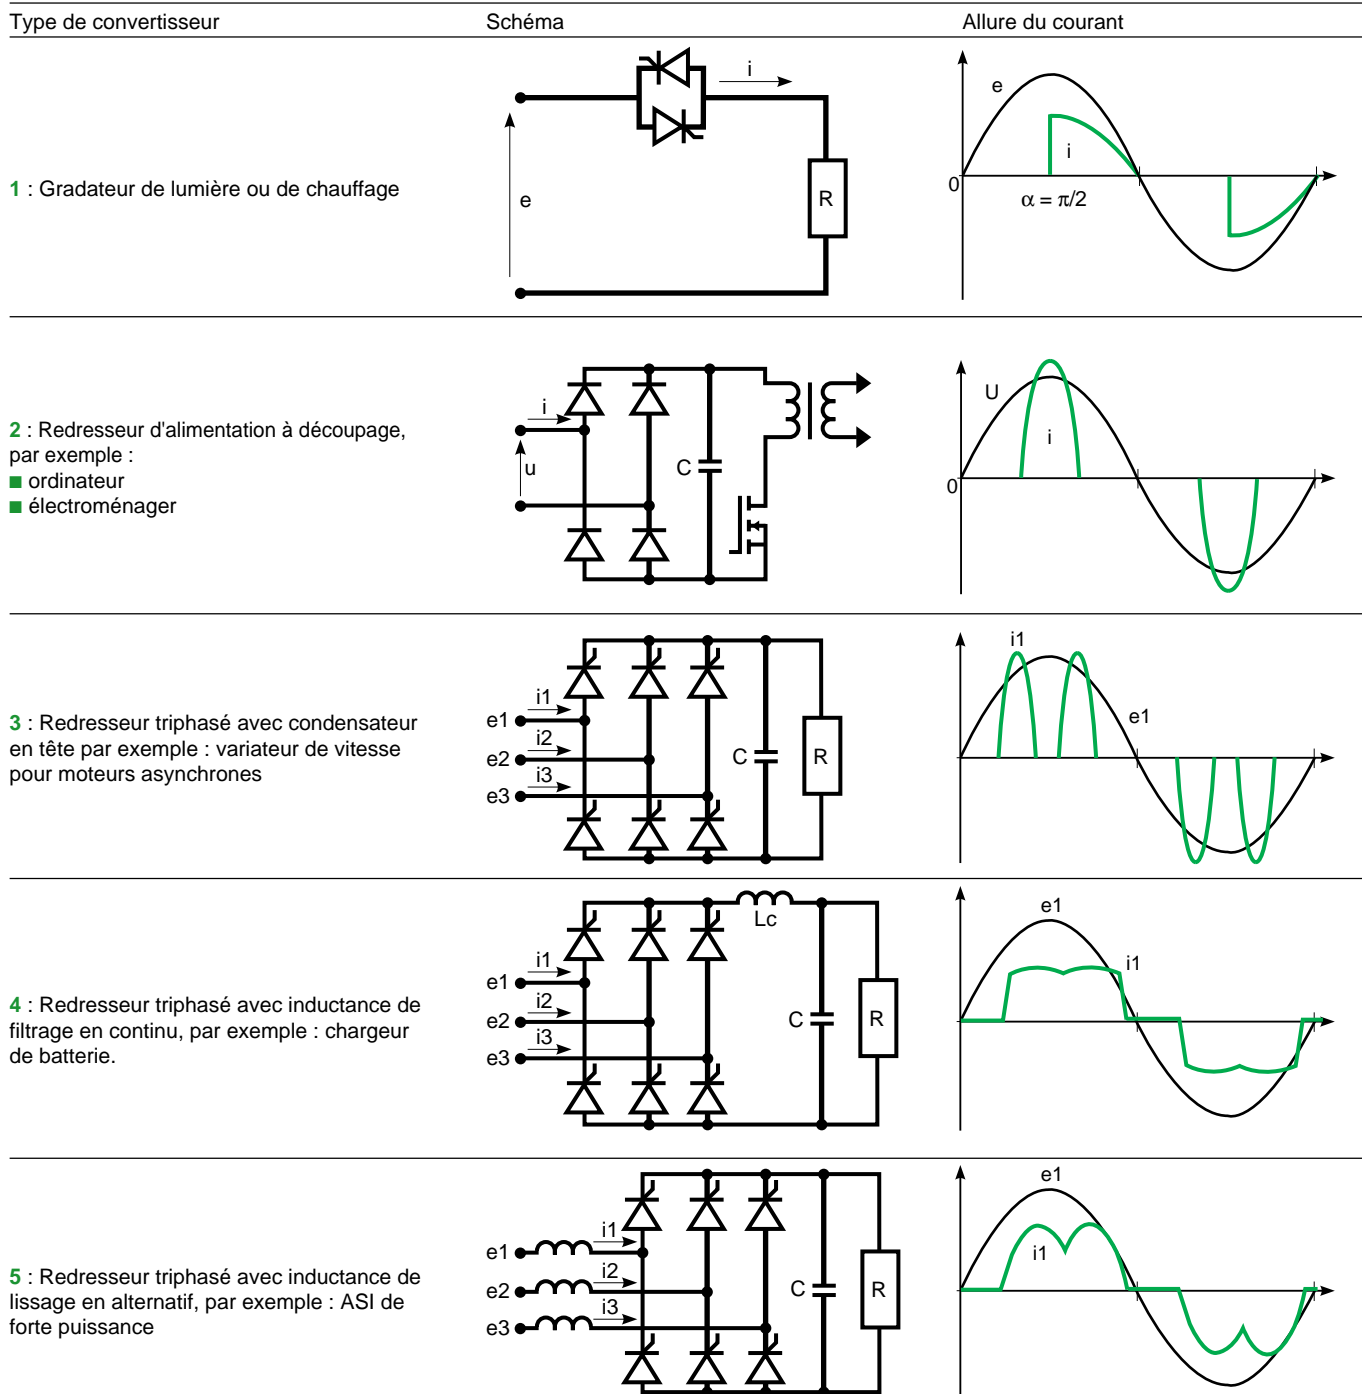 Type de convertisseur
Schéma
Allure du courant
1 : Gradateur de lumière ou de chauffage
i
e
R
e
i
0
α = π/2
2 : Redresseur d'alimentation à découpage,
par exemple :
■ ordinateur
■ électroménager
i
u
C
U
i
0
3 : Redresseur triphasé avec condensateur
en tête par exemple : variateur de vitesse
pour moteurs asynchrones
i1
e1
i2
e2
i3
e3
C
R
i1
e1
4 : Redresseur triphasé avec inductance de
filtrage en continu, par exemple : chargeur
de batterie.
Lc
i1
e1
i2
e2
i3
e3
C
R
e1
i1
5 : Redresseur triphasé avec inductance de
lissage en alternatif, par exemple : ASI de
forte puissance
i1
e1
i2
e2
i3
e3
C
R
e1
i1